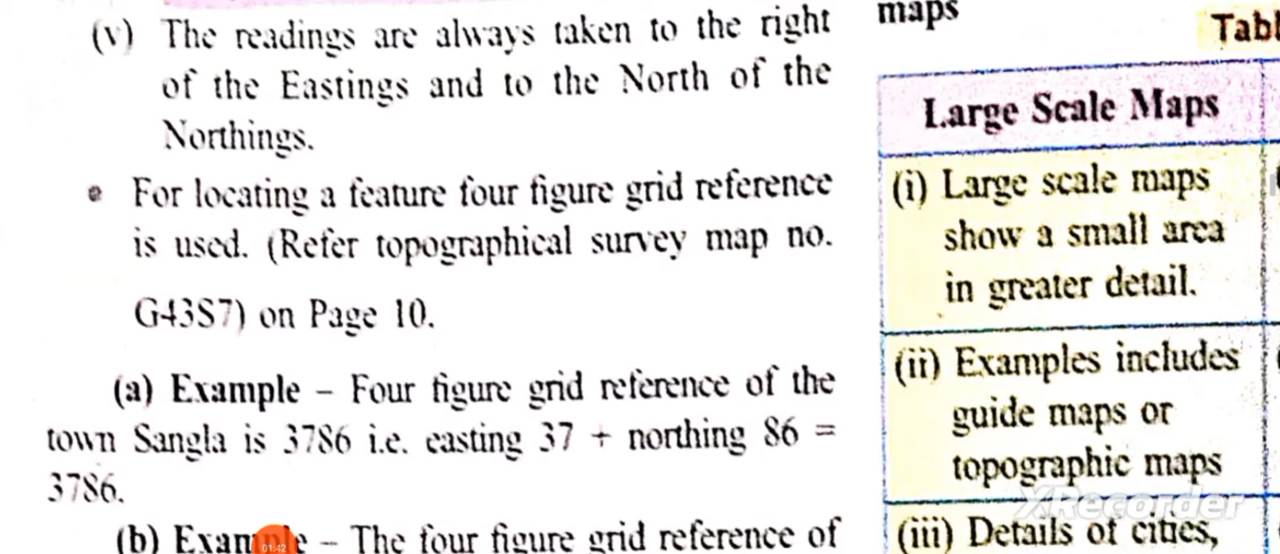 (v) The readings are always taken to the right
of the Eastings and to the North of the
Northings.
• For locating a feature four figure grid reference
is used. (Refer topographical survey map no.
G43S7) on Page 10.
(a) Example – Four figure grid reference of the
town Sangla is 3786 i.e. easting 37 + northing 86 =
3786.
(b) Example – The four figure grid reference of
maps
Large Scale Maps
(i) Large scale maps
show a small area
in greater detail.
(ii) Examples includes
guide maps or
topographic maps
(iii) Details of cities,
XRecorder
01:42